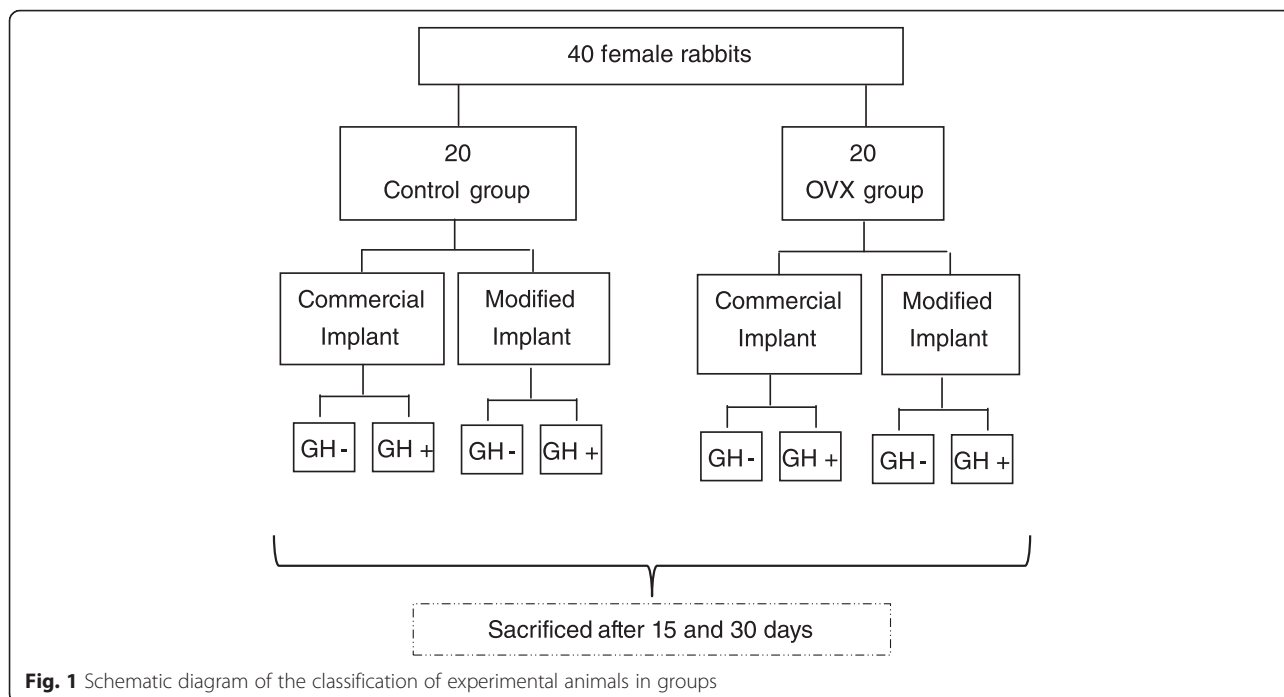 40 female rabbits
20
Control group
20
OVX group
Commercial
Implant
Modified
Implant
Commercial
Implant
Modified
Implant
GH -
GH +
GH -
GH +
GH -
GH +
GH -
GH +
Sacrificed after 15 and 30 days
Fig. 1 Schematic diagram of the classification of experimental animals in groups